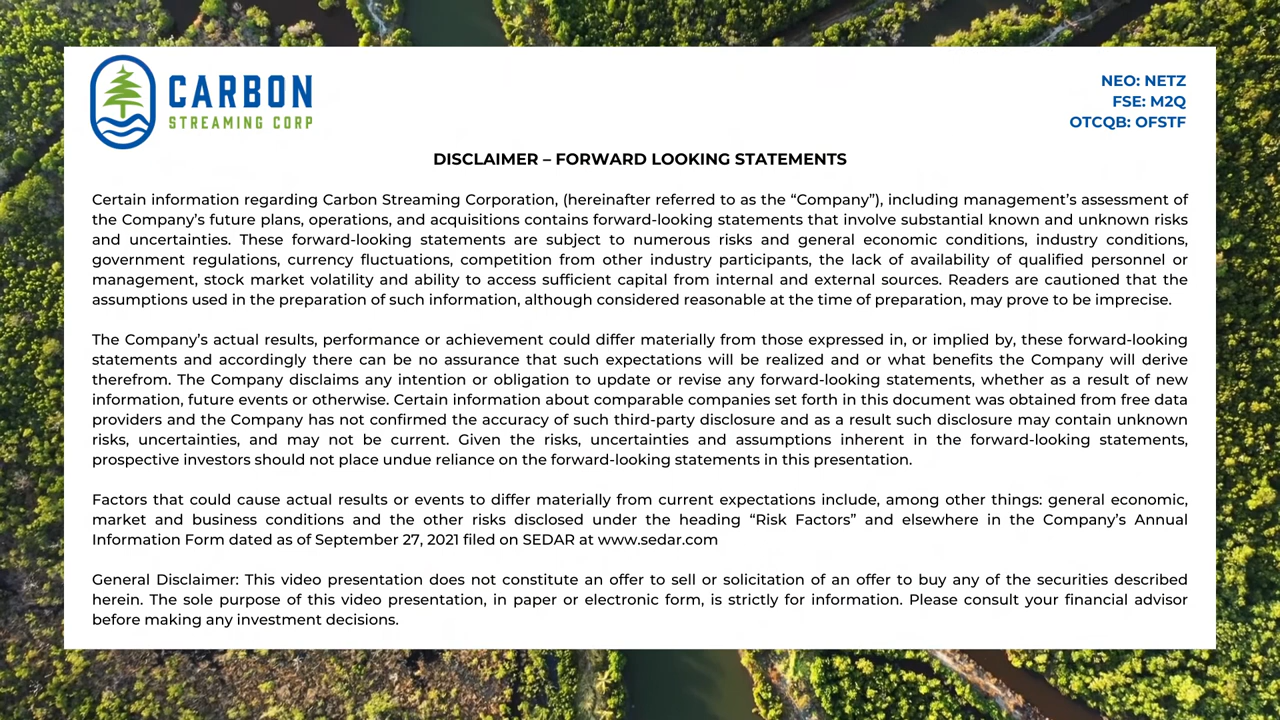 CARBON
STREAMING CORP
NEO: NETZ
FSE: M2Q
OTCQB: OFSTF
DISCLAIMER – FORWARD LOOKING STATEMENTS
Certain information regarding Carbon Streaming Corporation, (hereinafter referred to as the “Company”), including management’s assessment of
the Company’s future plans, operations, and acquisitions contains forward-looking statements that involve substantial known and unknown risks
and uncertainties. These forward-looking statements are subject to numerous risks and general economic conditions, industry conditions,
government regulations, currency fluctuations, competition from other industry participants, the lack of availability of qualified personnel or
management, stock market volatility and ability to access sufficient capital from internal and external sources. Readers are cautioned that the
assumptions used in the preparation of such information, although considered reasonable at the time of preparation, may prove to be imprecise.
The Company’s actual results, performance or achievement could differ materially from those expressed in, or implied by, these forward-looking
statements and accordingly there can be no assurance that such expectations will be realized and or what benefits the Company will derive
therefrom. The Company disclaims any intention or obligation to update or revise any forward-looking statements, whether as a result of new
information, future events or otherwise. Certain information about comparable companies set forth in this document was obtained from free data
providers and the Company has not confirmed the accuracy of such third-party disclosure and as a result such disclosure may contain unknown
risks, uncertainties, and may not be current. Given the risks, uncertainties and assumptions inherent in the forward-looking statements,
prospective investors should not place undue reliance on the forward-looking statements in this presentation.
Factors that could cause actual results or events to differ materially from current expectations include, among other things: general economic,
market and business conditions and the other risks disclosed under the heading “Risk Factors” and elsewhere in the Company’s Annual
Information Form dated as of September 27, 2021 filed on SEDAR at www.sedar.com
General Disclaimer: This video presentation does not constitute an offer to sell or solicitation of an offer to buy any of the securities described
herein. The sole purpose of this video presentation, in paper or electronic form, is strictly for information. Please consult your financial advisor
before making any investment decisions.